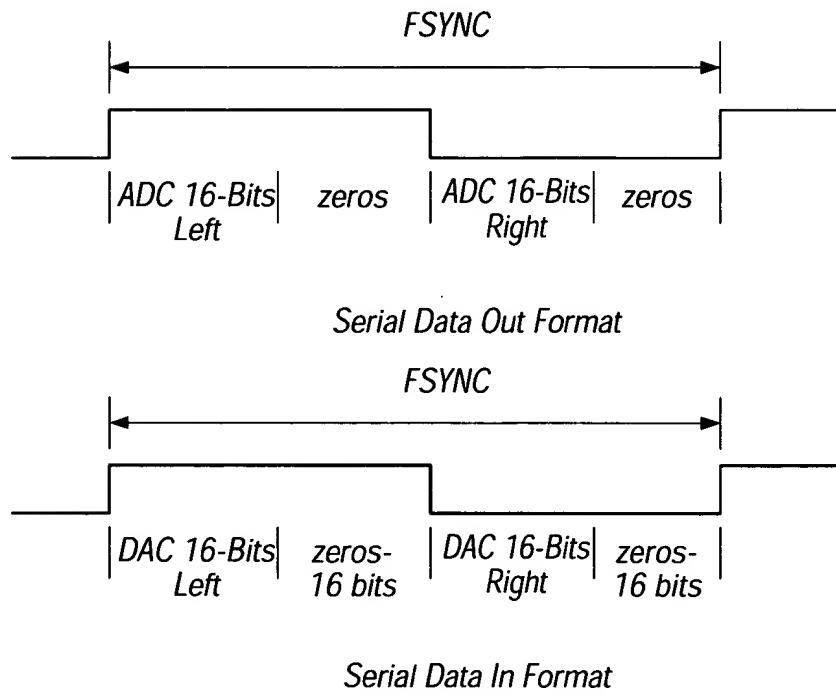 FSYNC
ADC 16-Bits zeros ADC 16-Bits zeros
Left Right
Serial Data Out Format
FSYNC
DAC 16-Bits zeros- DAC 16-Bits zeros-
Left 16 bits Right 16 bits
Serial Data In Format